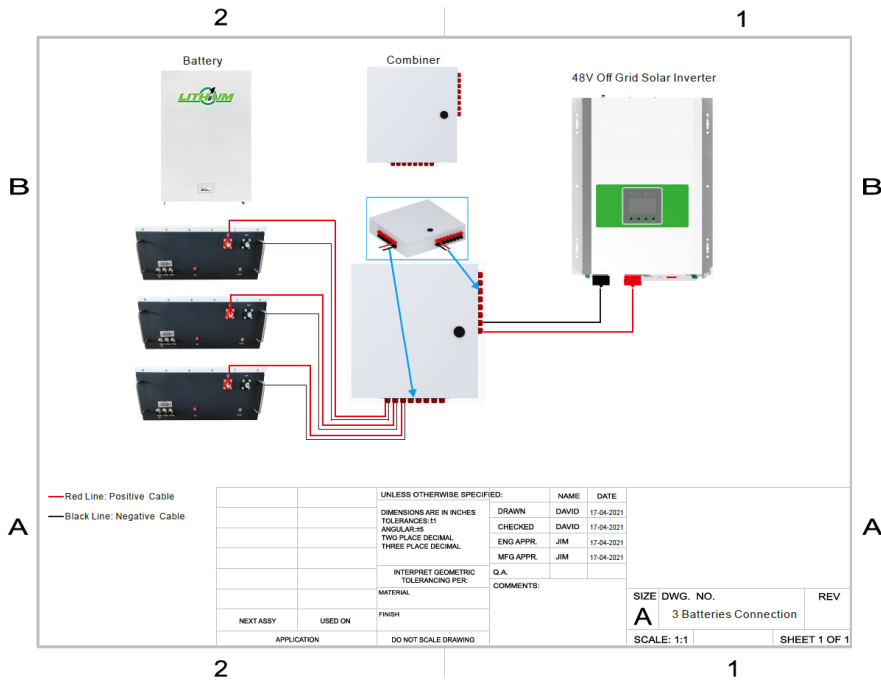 2
1
Battery
Combiner
48V Off Grid Solar Inverter
LITHIUM
B
B
Red Line: Positive Cable
Black Line: Negative Cable
A
A
UNLESS OTHERWISE SPECIFIED:
DIMENSIONS ARE IN INCHES
TOLERANCES:±1
ANGULAR:±5
TWO PLACE DECIMAL
THREE PLACE DECIMAL
INTERPRET GEOMETRIC
TOLERANCING PER:
MATERIAL
FINISH
DO NOT SCALE DRAWING
NEXT ASSY
USED ON
APPLICATION
NAME
DATE
DRAWN
DAVID
17-04-2021
CHECKED
DAVID
17-04-2021
ENG APPR.
JIM
17-04-2021
MFG APPR.
JIM
17-04-2021
Q.A.
COMMENTS:
SIZE
DWG. NO.
REV
A
3 Batteries Connection
SCALE: 1:1
SHEET 1 OF 1
2
1